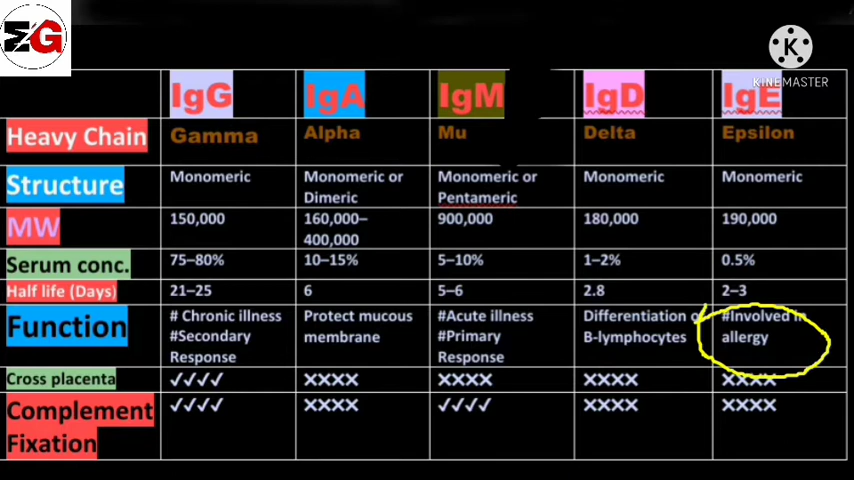 EG
K
KINEMASTER
IgG IgA IgM IgD IgE
Heavy Chain Gamma Alpha Mu Delta Epsilon
Structure Monomeric Monomeric or Dimeric Monomeric or Pentameric Monomeric Monomeric
MW 150,000 160,000–400,000 900,000 180,000 190,000
Serum conc. 75–80% 10–15% 5–10% 1–2% 0.5%
Half life (Days) 21–25 6 5–6 2.8 2–3
Function # Chronic illness #Secondary Response Protect mucous membrane #Acute illness #Primary Response Differentiation o B-lymphocytes #Involved in allergy
Cross placenta ✓✓✓✓ ×××× ×××× ×××× ××××
Complement Fixation ✓✓✓✓ ×××× ✓✓✓✓ ×××× ××××